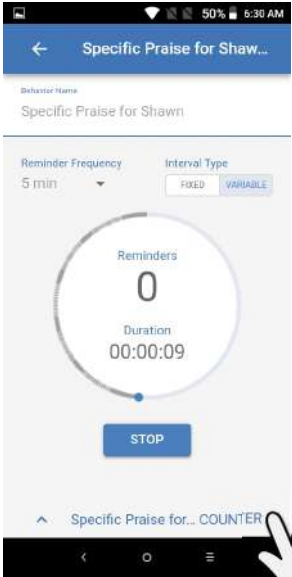 50% 6:30 AM
Specific Praise for Shaw...
Behavior Name
Specific Praise for Shawn
Reminder Frequency Interval Type
5 min FIXED VARIABLE
Reminders
0
Duration
00:00:09
STOP
Specific Praise for... COUNTER